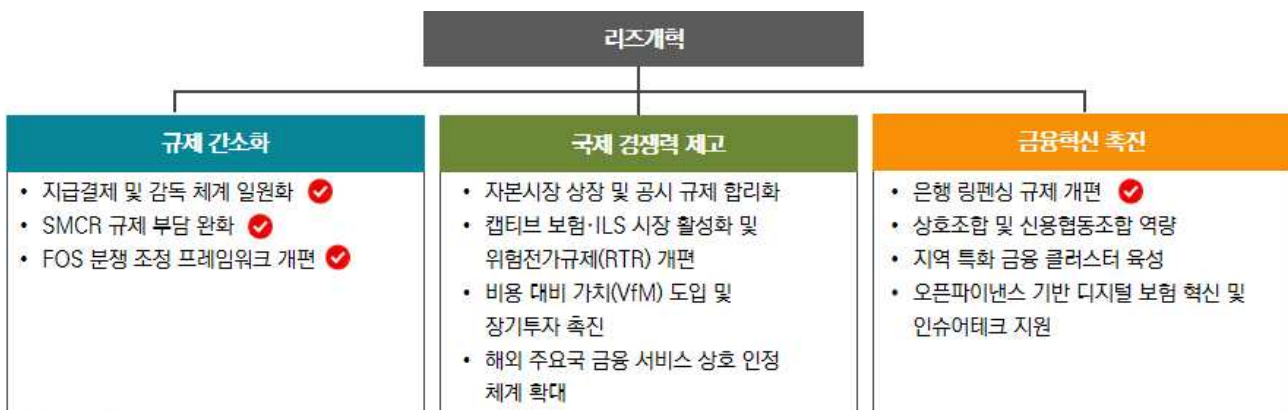 리즈개혁
규제 간소화
• 지급결제 및 감독 체계 일원화
• SMCR 규제 부담 완화
• FOS 분쟁 조정 프레임워크 개편
국제 경쟁력 제고
• 자본시장 상장 및 공시 규제 합리화
• 캡티브 보험·ILS 시장 활성화 및
위험전가규제(RTR) 개편
• 비용 대비 가치(VfM) 도입 및
장기투자 촉진
• 해외 주요국 금융 서비스 상호 인정
체계 확대
금융혁신 촉진
• 은행 링펜싱 규제 개편
• 상호조합 및 신용협동조합 역량
• 지역 특화 금융 클러스터 육성
• 오픈파이낸스 기반 디지털 보험 혁신 및
인슈어테크 지원